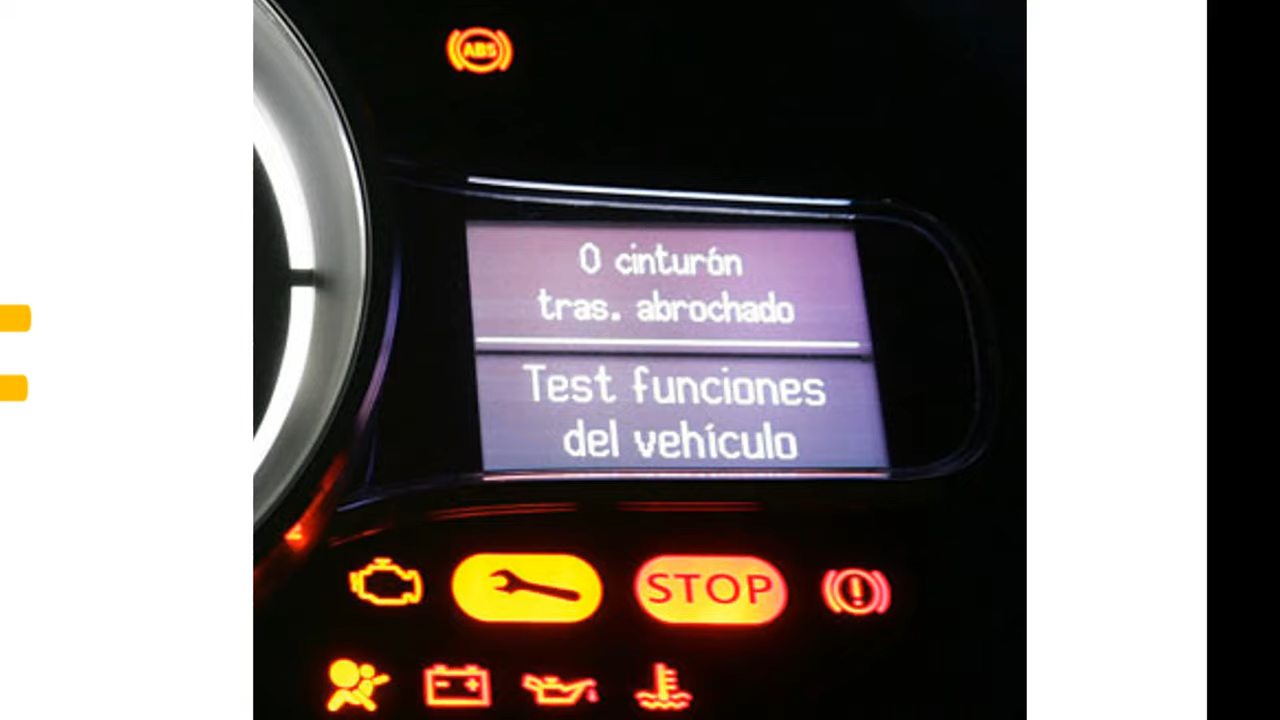 ABS
0 cinturón
tras. abrochado
Test funciones
del vehículo
STOP